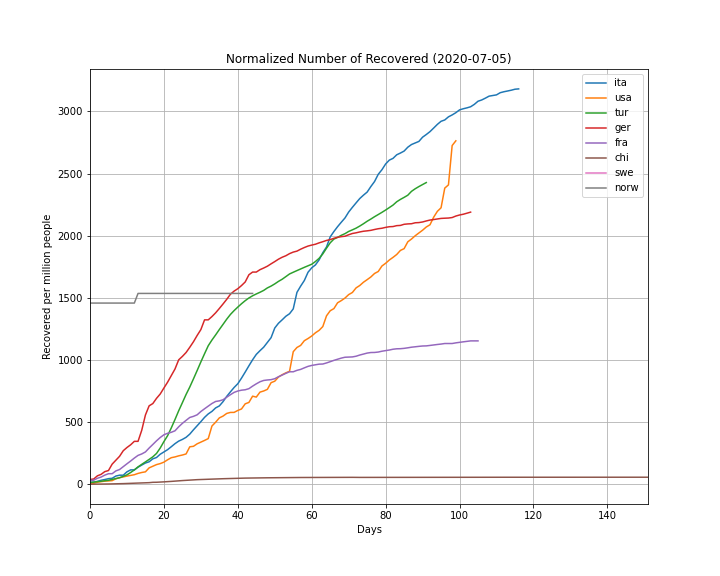 Normalized Number of Recovered (2020-07-05)
ita
usa
tur
ger
fra
chi
swe
norw
Recovered per million people
3000
2500
2000
1500
1000
500
0
0 20 40 60 80 100 120 140
Days